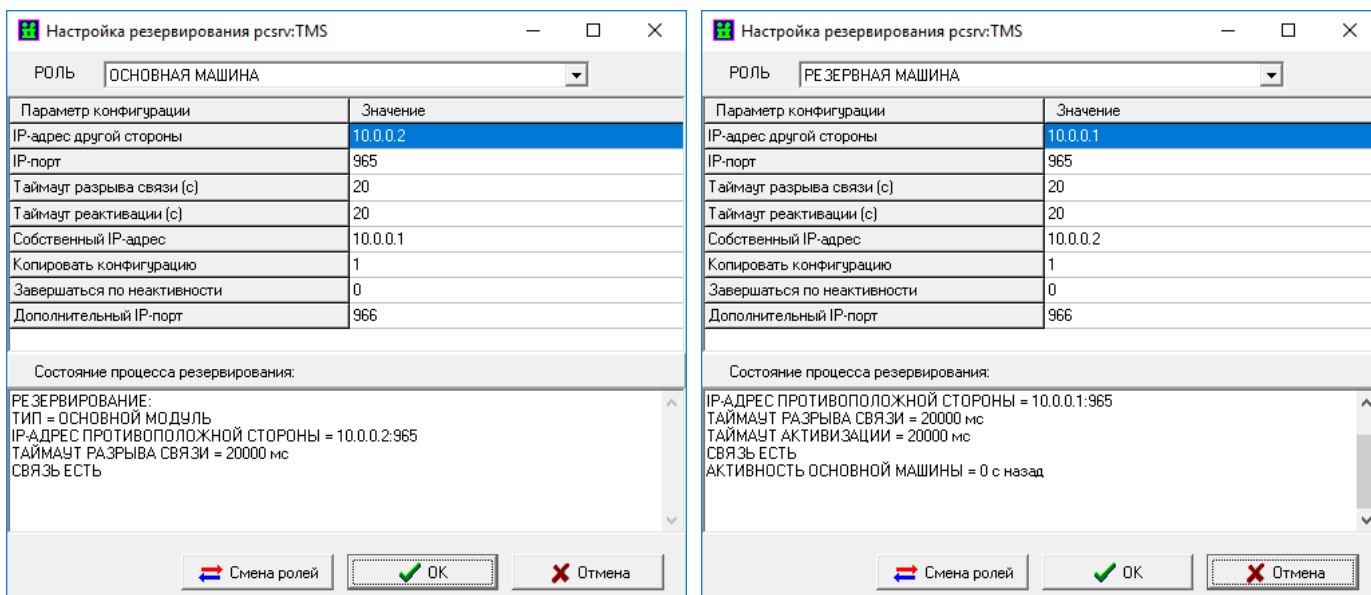 Настройка резервирования pcsrv:TMS
РОЛЬ ОСНОВНАЯ МАШИНА
Параметр конфигурации Значение
IP-адрес другой стороны 10.0.0.2
IP-порт 965
Таймаут разрыва связи (с) 20
Таймаут реактивации (с) 20
Собственный IP-адрес 10.0.0.1
Копировать конфигурацию 1
Завершаться по неактивности 0
Дополнительный IP-порт 966
Состояние процесса резервирования:
РЕЗЕРВИРОВАНИЕ:
ТИП = ОСНОВНОЙ МОДУЛЬ
IP-АДРЕС ПРОТИВОПОЛОЖНОЙ СТОРОНЫ = 10.0.0.2:965
ТАЙМАУТ РАЗРЫВА СВЯЗИ = 20000 мс
СВЯЗЬ ЕСТЬ
Смена ролей OK Отмена
Настройка резервирования pcsrv:TMS
РОЛЬ РЕЗЕРВНАЯ МАШИНА
Параметр конфигурации Значение
IP-адрес другой стороны 10.0.0.1
IP-порт 965
Таймаут разрыва связи (с) 20
Таймаут реактивации (с) 20
Собственный IP-адрес 10.0.0.2
Копировать конфигурацию 1
Завершаться по неактивности 0
Дополнительный IP-порт 966
Состояние процесса резервирования:
IP-АДРЕС ПРОТИВОПОЛОЖНОЙ СТОРОНЫ = 10.0.0.1:965
ТАЙМАУТ РАЗРЫВА СВЯЗИ = 20000 мс
ТАЙМАУТ АКТИВИЗАЦИИ = 20000 мс
СВЯЗЬ ЕСТЬ
АКТИВНОСТЬ ОСНОВНОЙ МАШИНЫ = 0 с назад
Смена ролей OK Отмена